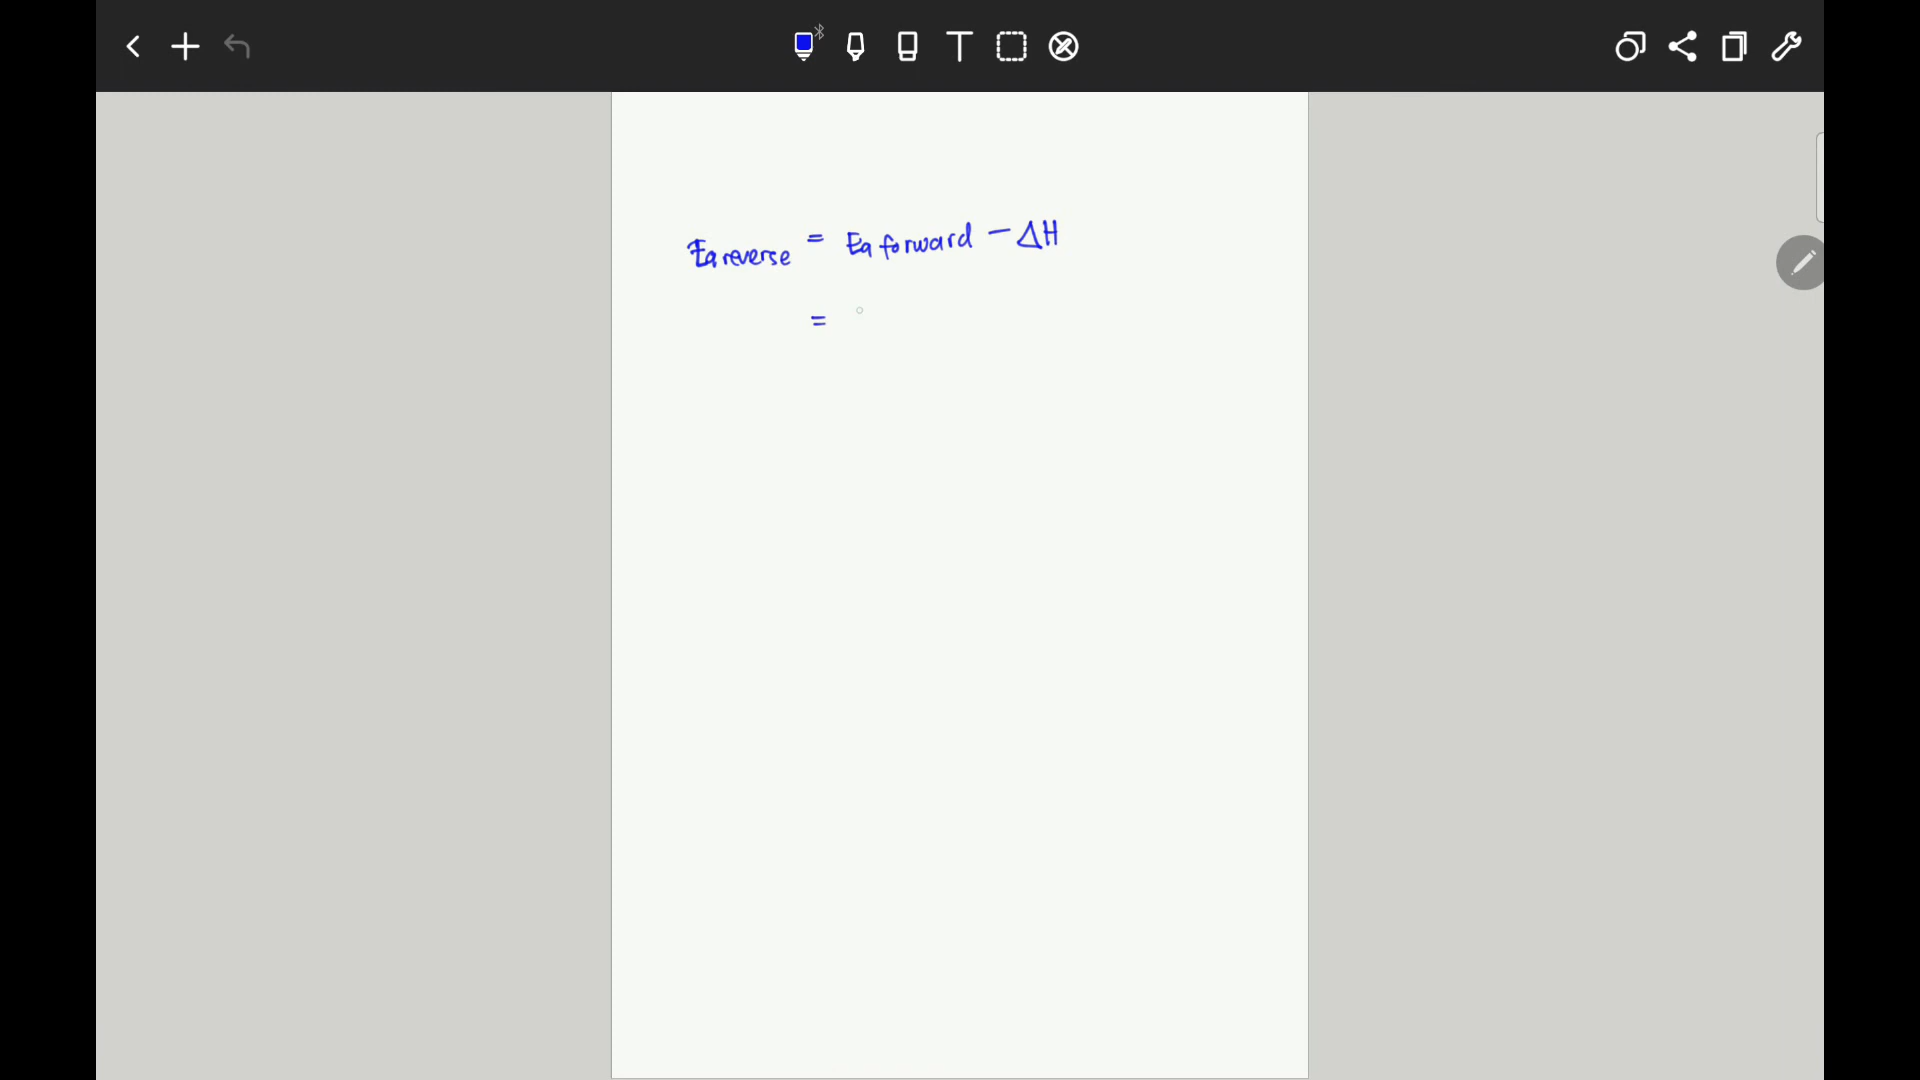 Ea reverse = Ea forward − ΔH
=